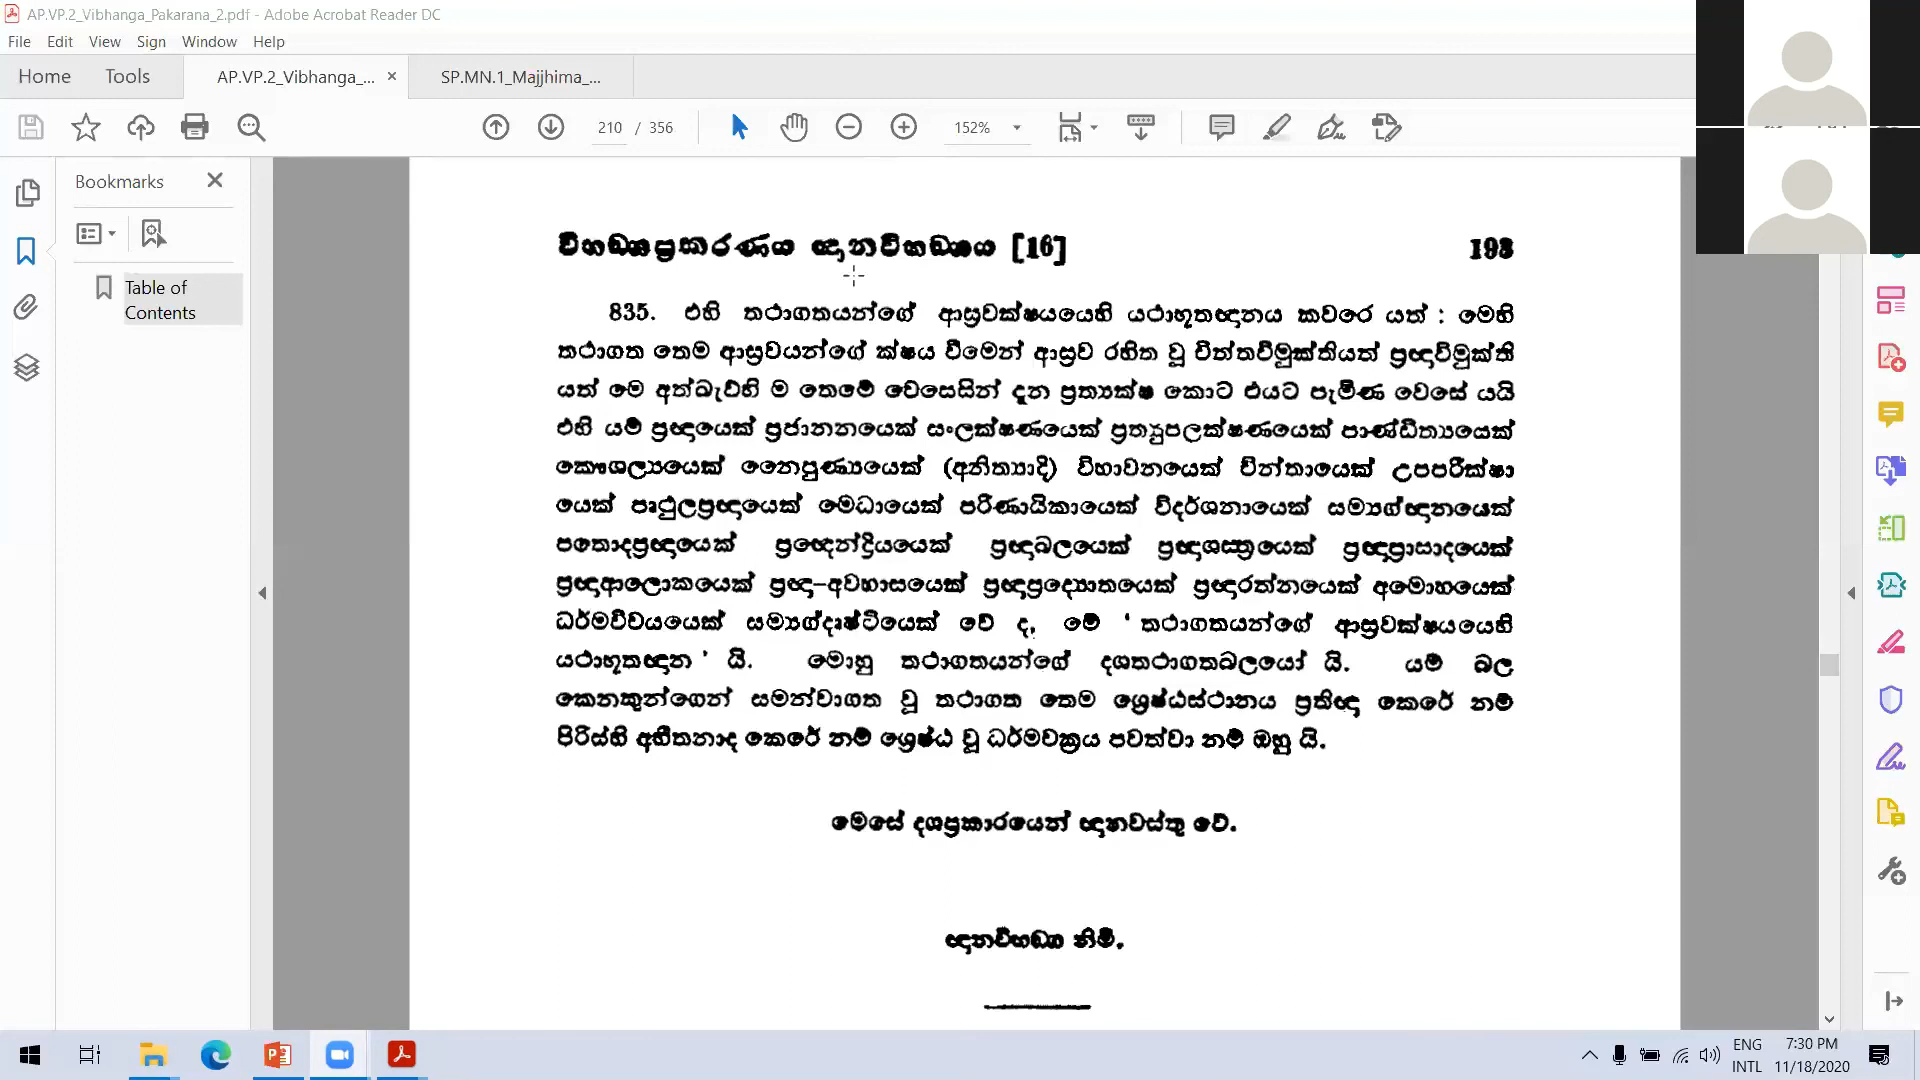 AP.VP.2_Vibhanga_Pakarana_2.pdf - Adobe Acrobat Reader DC
File Edit View Sign Window Help
Home Tools AP.VP.2_Vibhanga_... × SP.MN.1_Majjhima_...
210 / 356 152%
Bookmarks
Table of
Contents
විභඞ්ගප්‍රකරණය ඥානවිභඞ්ගය [16] 193
835. එහි තථාගතයන්ගේ ආස්‍රවක්ෂයයෙහි යථාභූතඥානය කවරෙ යත් : මෙහි
තථාගත තෙම ආස්‍රවයන්ගේ ක්ෂය වීමෙන් ආස්‍රව රහිත වූ චිත්තවිමුක්තියත් ප්‍රඥාවිමුක්ති
යත් මෙ අත්බැව්හි ම තෙමේ වෙසෙසින් දැන ප්‍රත්‍යක්ෂ කොට එයට පැමිණ වෙසේ යයි
එහි යම් ප්‍රඥායෙක් ප්‍රජානනයෙක් සංලක්ෂණයෙක් ප්‍රත්‍යුපලක්ෂණයෙක් පාණ්ඩිත්‍යයෙක්
කෞශල්‍යයෙක් නෛපුණ්‍යයෙක් (අනිත්‍යාදි) විභාවනයෙක් චින්තායෙක් උපපරීක්ෂා
යෙක් පෘථුලප්‍රඥායෙක් මේධායෙක් පරිණායිකායෙක් විදර්ශනායෙක් සම්‍යග්ඥානයෙක්
පතොදප්‍රඥායෙක් ප්‍රඥෙන්ද්‍රියයෙක් ප්‍රඥාබලයෙක් ප්‍රඥාශස්ත්‍රයෙක් ප්‍රඥාප්‍රාසාදයෙක්
ප්‍රඥාආලොකයෙක් ප්‍රඥා–අවභාසයෙක් ප්‍රඥාප්‍රද්‍යොතයෙක් ප්‍රඥාරත්නයෙක් අමොහයෙක්
ධර්මවිචයයෙක් සම්‍යග්දෘෂ්ටියෙක් වේ ද, මේ ‘ තථාගතයන්ගේ ආස්‍රවක්ෂයයෙහි
යථාභූතඥාන ’ යි. මොහු තථාගතයන්ගේ දශතථාගතබලයෝ යි. යම් බල
කෙනකුන්ගෙන් සමන්වාගත වූ තථාගත තෙම ශ්‍රේෂ්ඨස්ථානය ප්‍රතිඥා කෙරේ නම්
පිරිස්හි අභීතනාද කෙරේ නම් ශ්‍රේෂ්ඨ වූ ධර්මචක්‍රය පවත්වා නම් ඔහු යි.
මෙසේ දශප්‍රකාරයෙන් ඥානවස්තු වේ.
ඥානවිභඞ්ග නිමි.
ENG 7:30 PM
INTL 11/18/2020